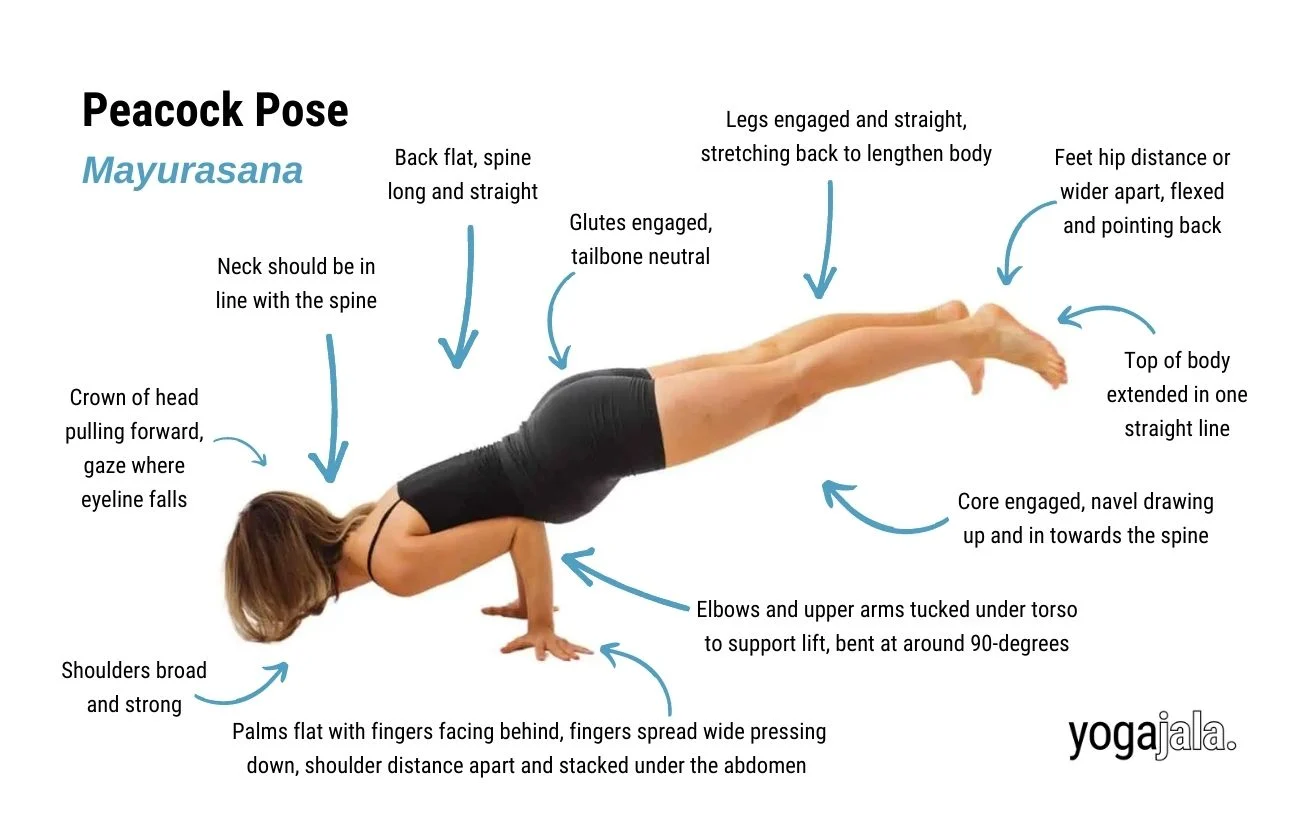 Peacock Pose
Mayurasana
Back flat, spine
long and straight
Glutes engaged,
tailbone neutral
Legs engaged and straight,
stretching back to lengthen body
Feet hip distance or
wider apart, flexed
and pointing back
Neck should be in
line with the spine
Crown of head
pulling forward,
gaze where
eyeline falls
Top of body
extended in one
straight line
Core engaged, navel drawing
up and in towards the spine
Elbows and upper arms tucked under torso
to support lift, bent at around 90-degrees
Shoulders broad
and strong
Palms flat with fingers facing behind, fingers spread wide pressing
down, shoulder distance apart and stacked under the abdomen
yogajala.